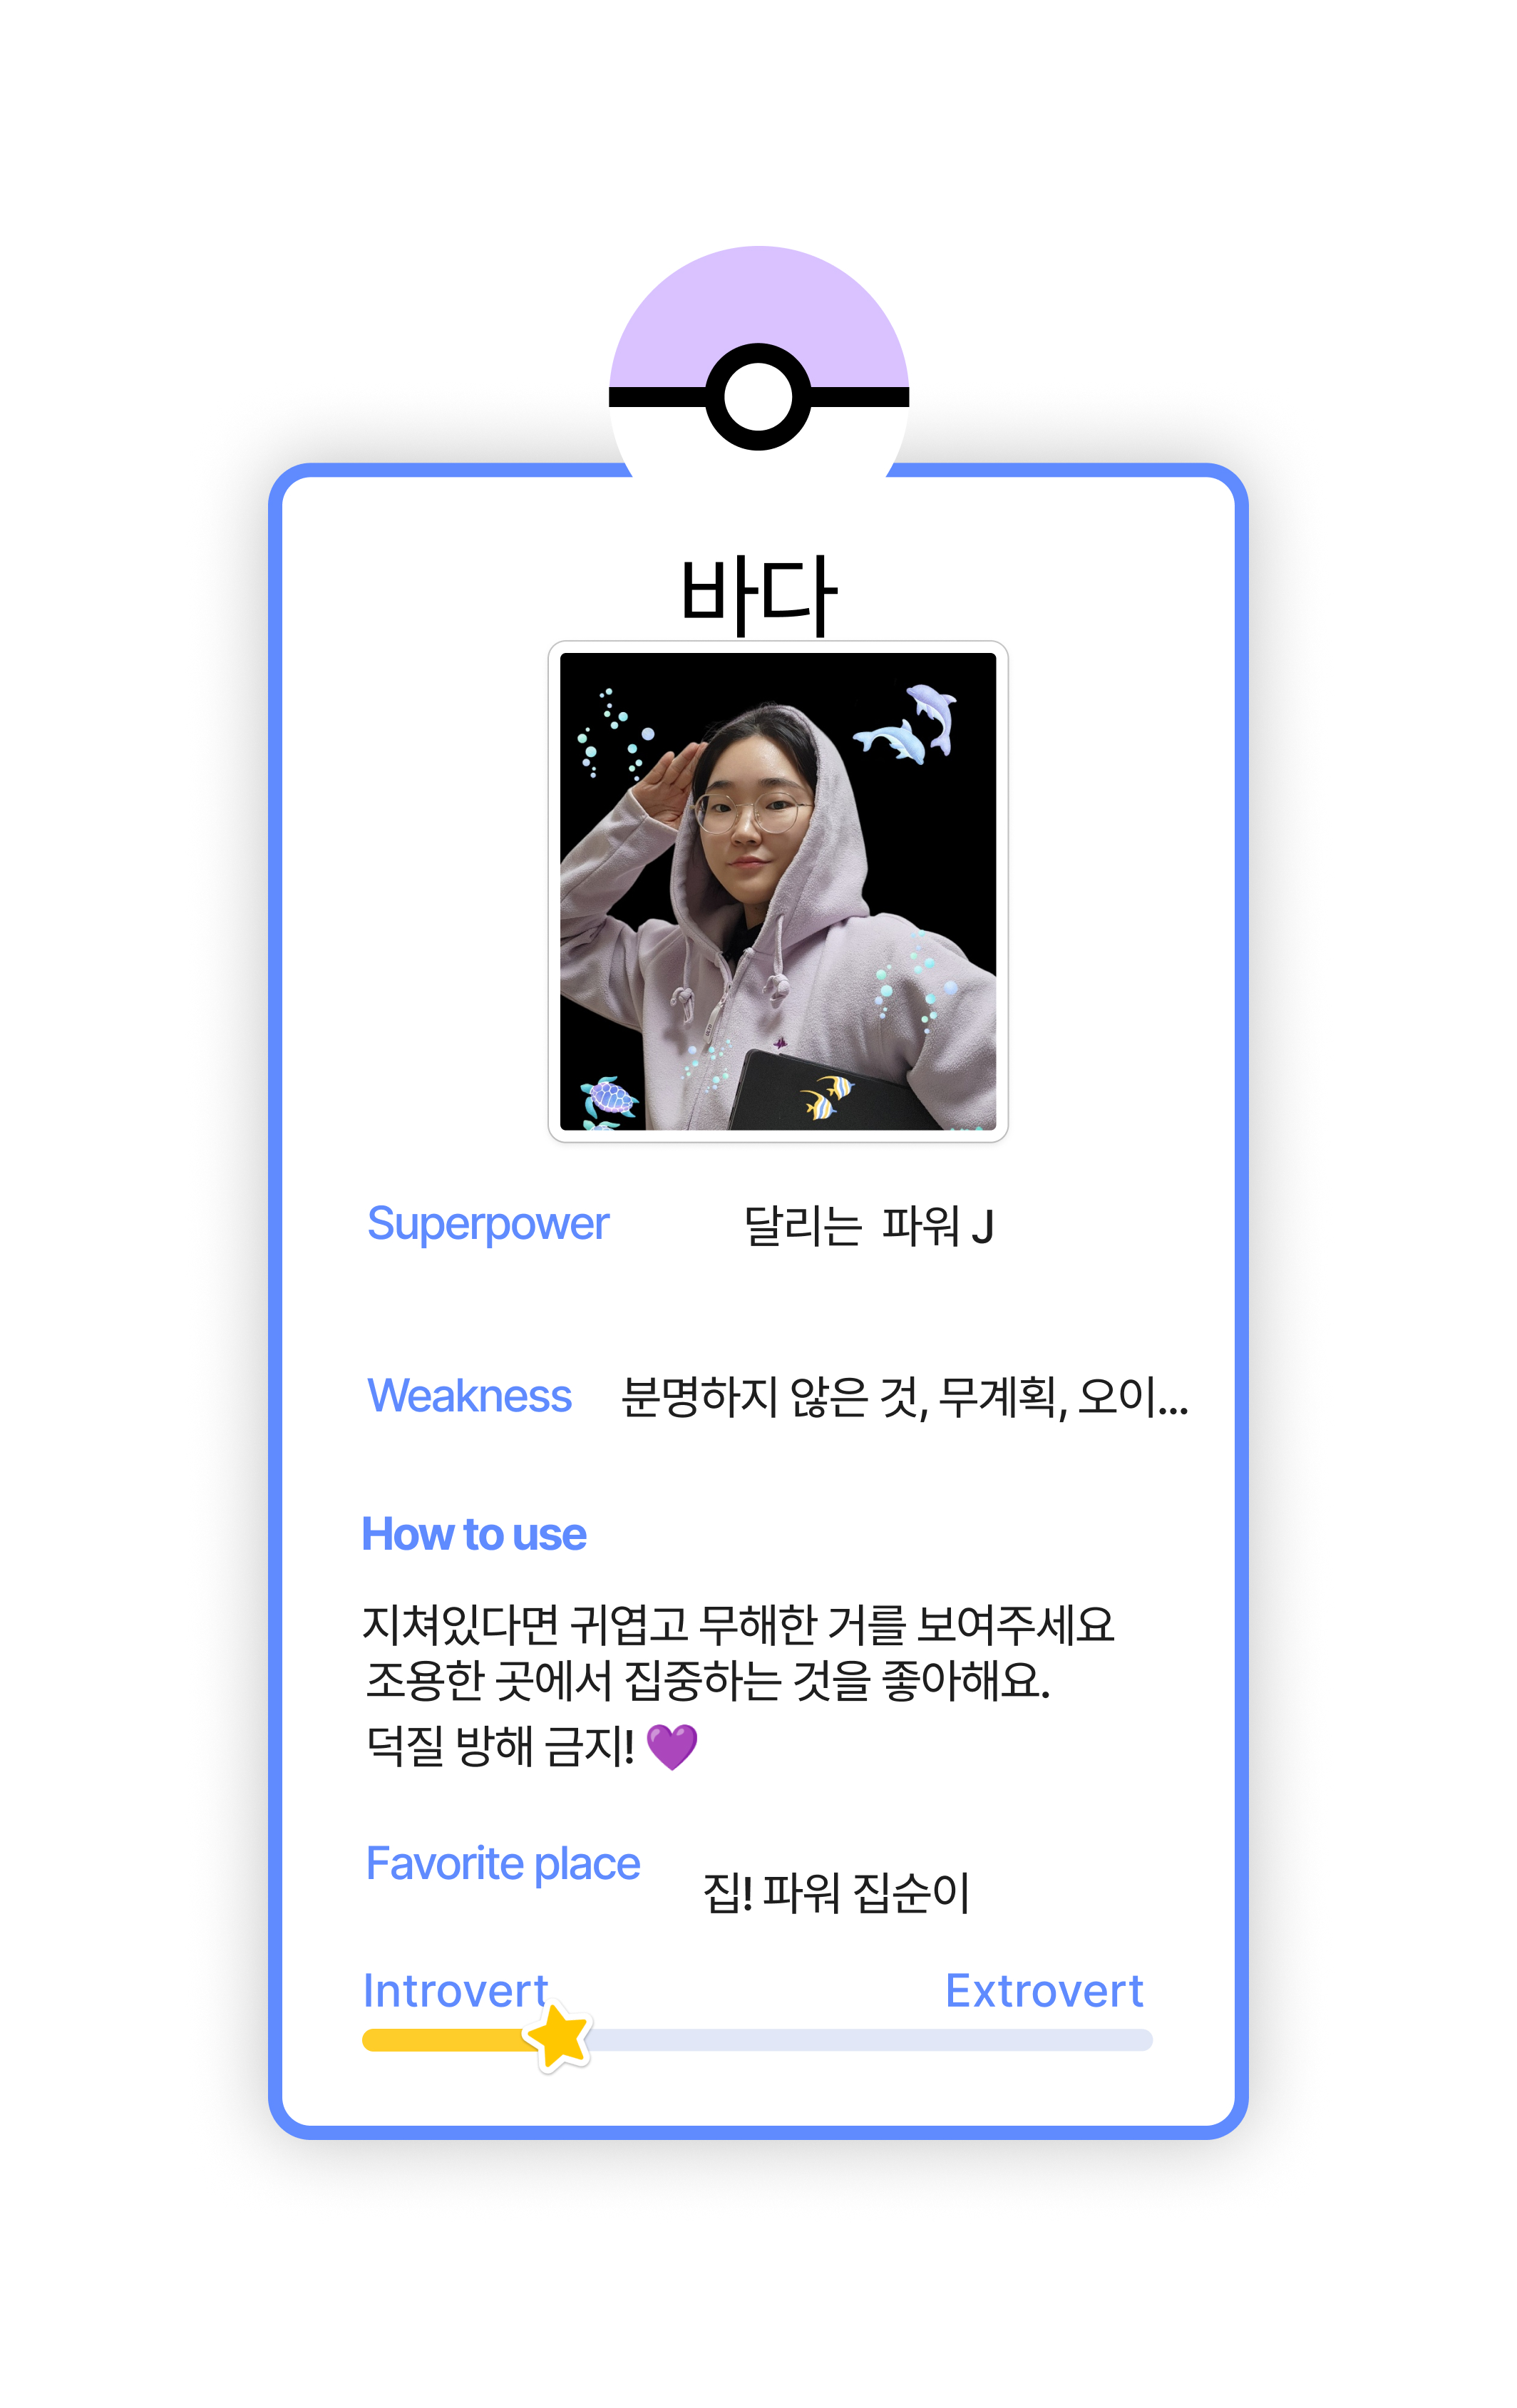 바다
Superpower
달리는 파워 J
Weakness
분명하지 않은 것, 무계획, 오이...
How to use
지쳐있다면 귀엽고 무해한 거를 보여주세요
조용한 곳에서 집중하는 것을 좋아해요.
덕질 방해 금지! 💜
Favorite place
집! 파워 집순이
Introvert
Extrovert